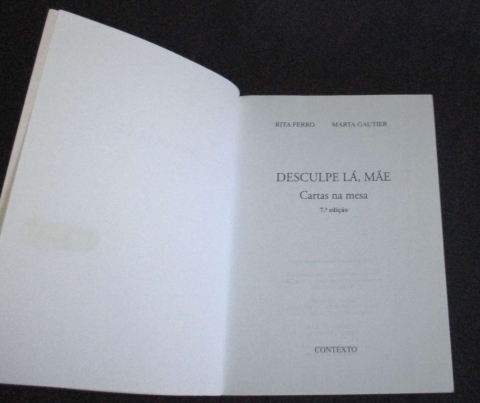 RITA FERRO MARTA GAUTIER
DESCULPE LÁ, MÃE
Cartas na mesa
7.ª edição
CONTEXTO